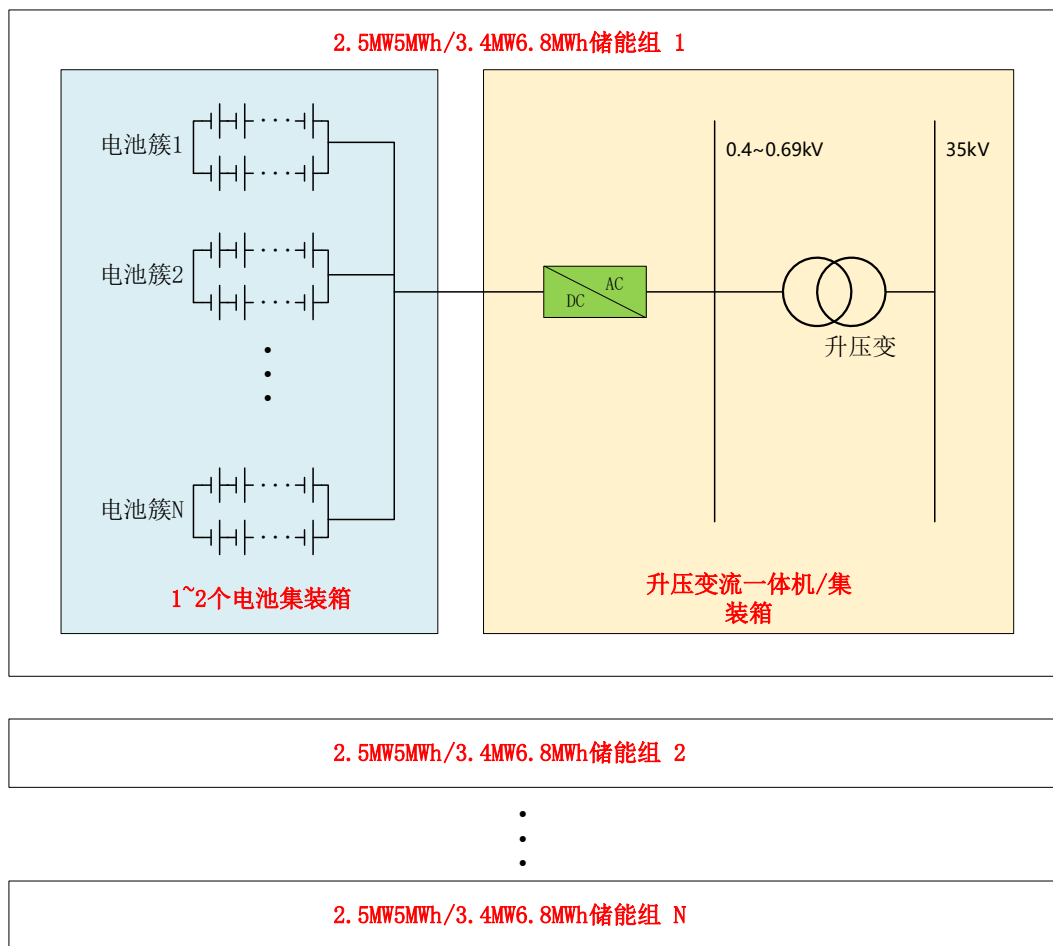 2.5MW5MWh/3.4MW6.8MWh储能组 1
电池簇1
电池簇2
电池簇N
1~2个电池集装箱
DC
AC
0.4~0.69kV
35kV
升压变
升压变流一体机/集
装箱
2.5MW5MWh/3.4MW6.8MWh储能组 2
2.5MW5MWh/3.4MW6.8MWh储能组 N